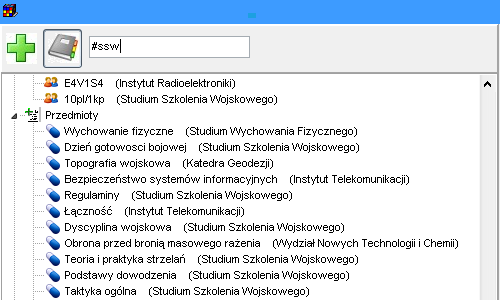 #ssw
E4V1S4 (Instytut Radioelektroniki)
10pl/1kp (Studium Szkolenia Wojskowego)
Przedmioty
Wychowanie fizyczne (Studium Wychowania Fizycznego)
Dzień gotowosci bojowej (Studium Szkolenia Wojskowego)
Topografia wojskowa (Katedra Geodezji)
Bezpieczeństwo systemów informacyjnych (Instytut Telekomunikacji)
Regulaminy (Studium Szkolenia Wojskowego)
Łączność (Instytut Telekomunikacji)
Dyscyplina wojskowa (Studium Szkolenia Wojskowego)
Obrona przed bronią masowego rażenia (Wydział Nowych Technologii i Chemii)
Teoria i praktyka strzelań (Studium Szkolenia Wojskowego)
Podstawy dowodzenia (Studium Szkolenia Wojskowego)
Taktyka ogólna (Studium Szkolenia Wojskowego)